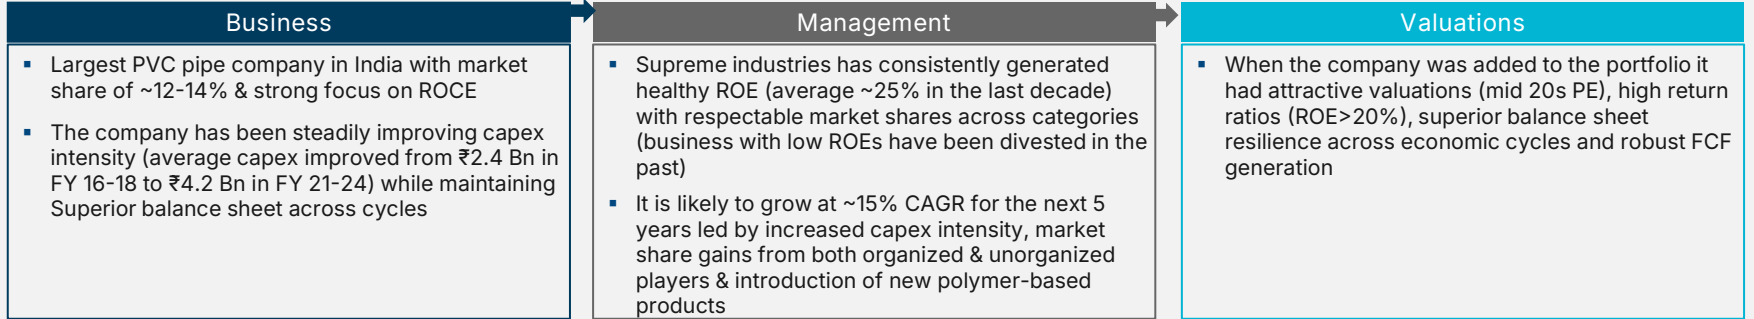 Business
▪ Largest PVC pipe company in India with market
share of ~12-14% & strong focus on ROCE
▪ The company has been steadily improving capex
intensity (average capex improved from ₹2.4 Bn in
FY 16-18 to ₹4.2 Bn in FY 21-24) while maintaining
Superior balance sheet across cycles
Management
▪ Supreme industries has consistently generated
healthy ROE (average ~25% in the last decade)
with respectable market shares across categories
(business with low ROEs have been divested in the
past)
▪ It is likely to grow at ~15% CAGR for the next 5
years led by increased capex intensity, market
share gains from both organized & unorganized
players & introduction of new polymer-based
products
Valuations
▪ When the company was added to the portfolio it
had attractive valuations (mid 20s PE), high return
ratios (ROE>20%), superior balance sheet
resilience across economic cycles and robust FCF
generation